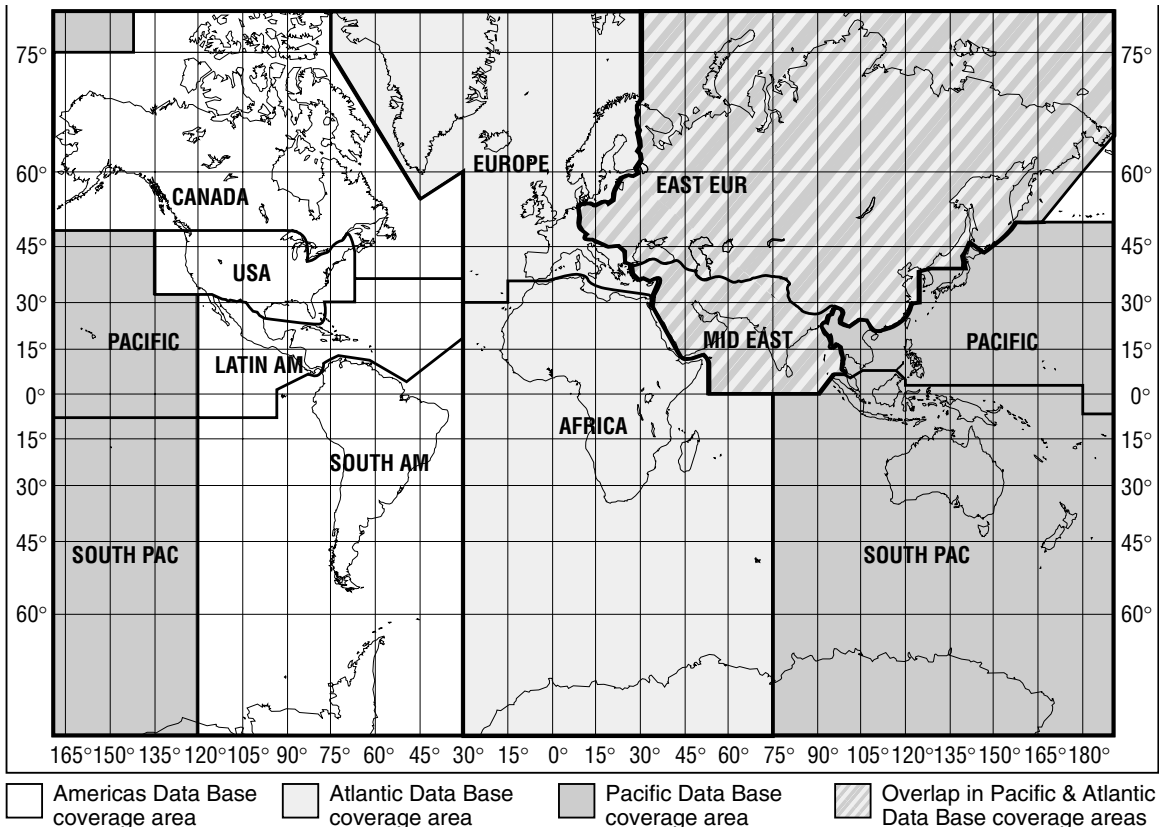 75° 75°
EUROPE
60° EAST EUR 60°
CANADA
45° 45°
USA
30° 30°
PACIFIC MID EAST PACIFIC
15° 15°
LATIN AM
0° 0°
AFRICA
15° 15°
SOUTH AM
30° 30°
45° 45°
SOUTH PAC SOUTH PAC
60° 60°
165° 150° 135° 120° 105° 90° 75° 60° 45° 30° 15° 0° 15° 30° 45° 60° 75° 90° 105° 120° 135° 150° 165° 180°
Americas Data Base Atlantic Data Base Pacific Data Base Overlap in Pacific & Atlantic
coverage area coverage area coverage area Data Base coverage areas